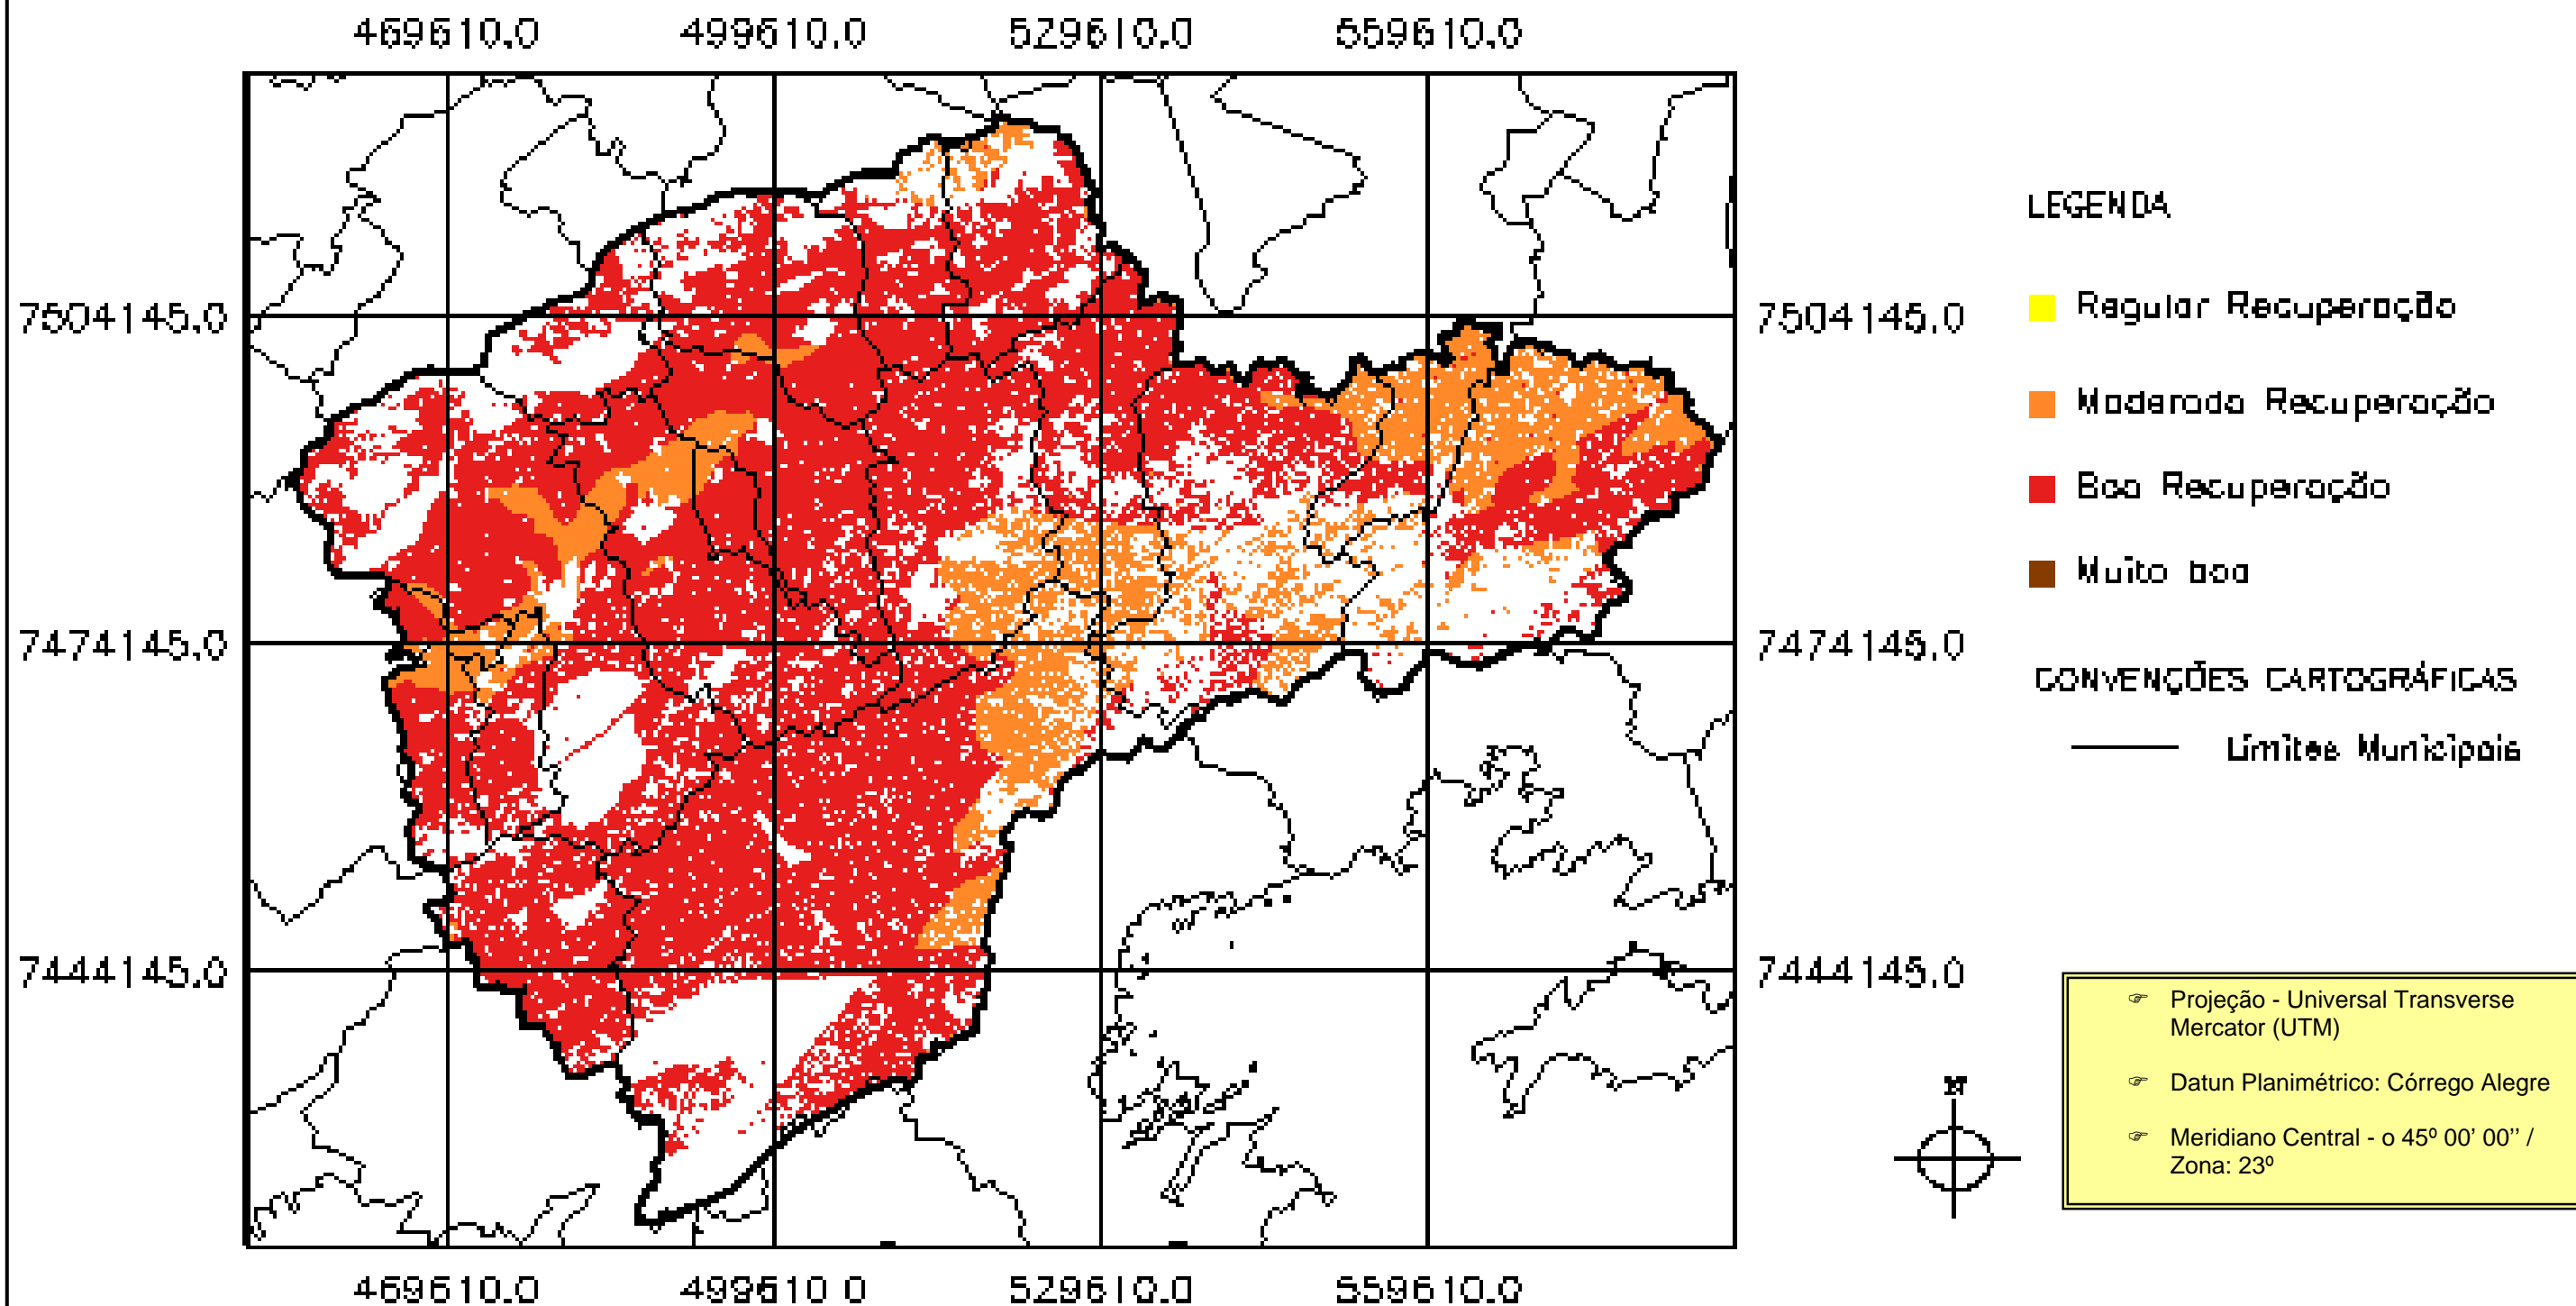 469610.0 499610.0 529610.0 559610.0
LEGENDA
7504145.0 7504145.0
Regular Recuperação
Moderada Recuperação
Boa Recuperação
Muito boa
7474145.0 7474145.0
CONVENÇÕES CARTOGRÁFICAS
Limites Municipais
7444145.0 7444145.0
☞ Projeção - Universal Transverse
Mercator (UTM)
☞ Datun Planimétrico: Córrego Alegre
☞ Meridiano Central - o 45º 00’ 00’’ /
Zona: 23º
N
469610.0 499610 0 529610.0 559610.0